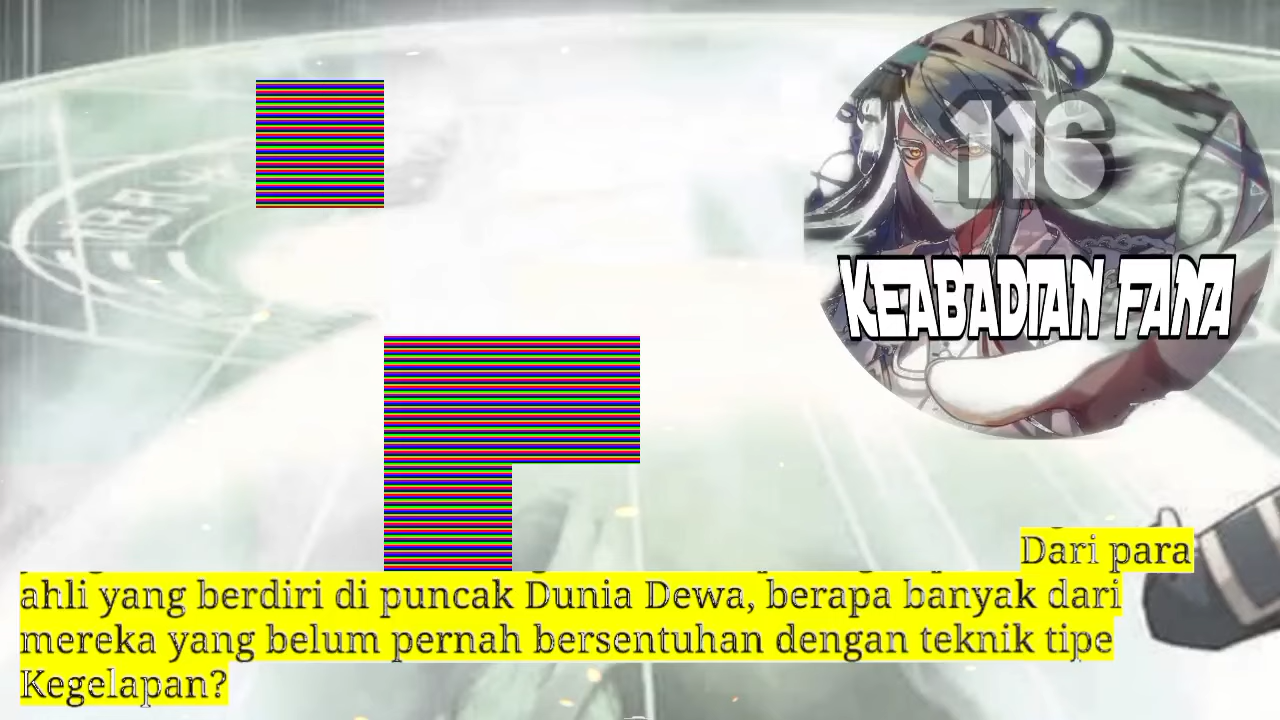 116
KEABADIAN FANA
Dari para
ahli yang berdiri di puncak Dunia Dewa, berapa banyak dari
mereka yang belum pernah bersentuhan dengan teknik tipe
Kegelapan?